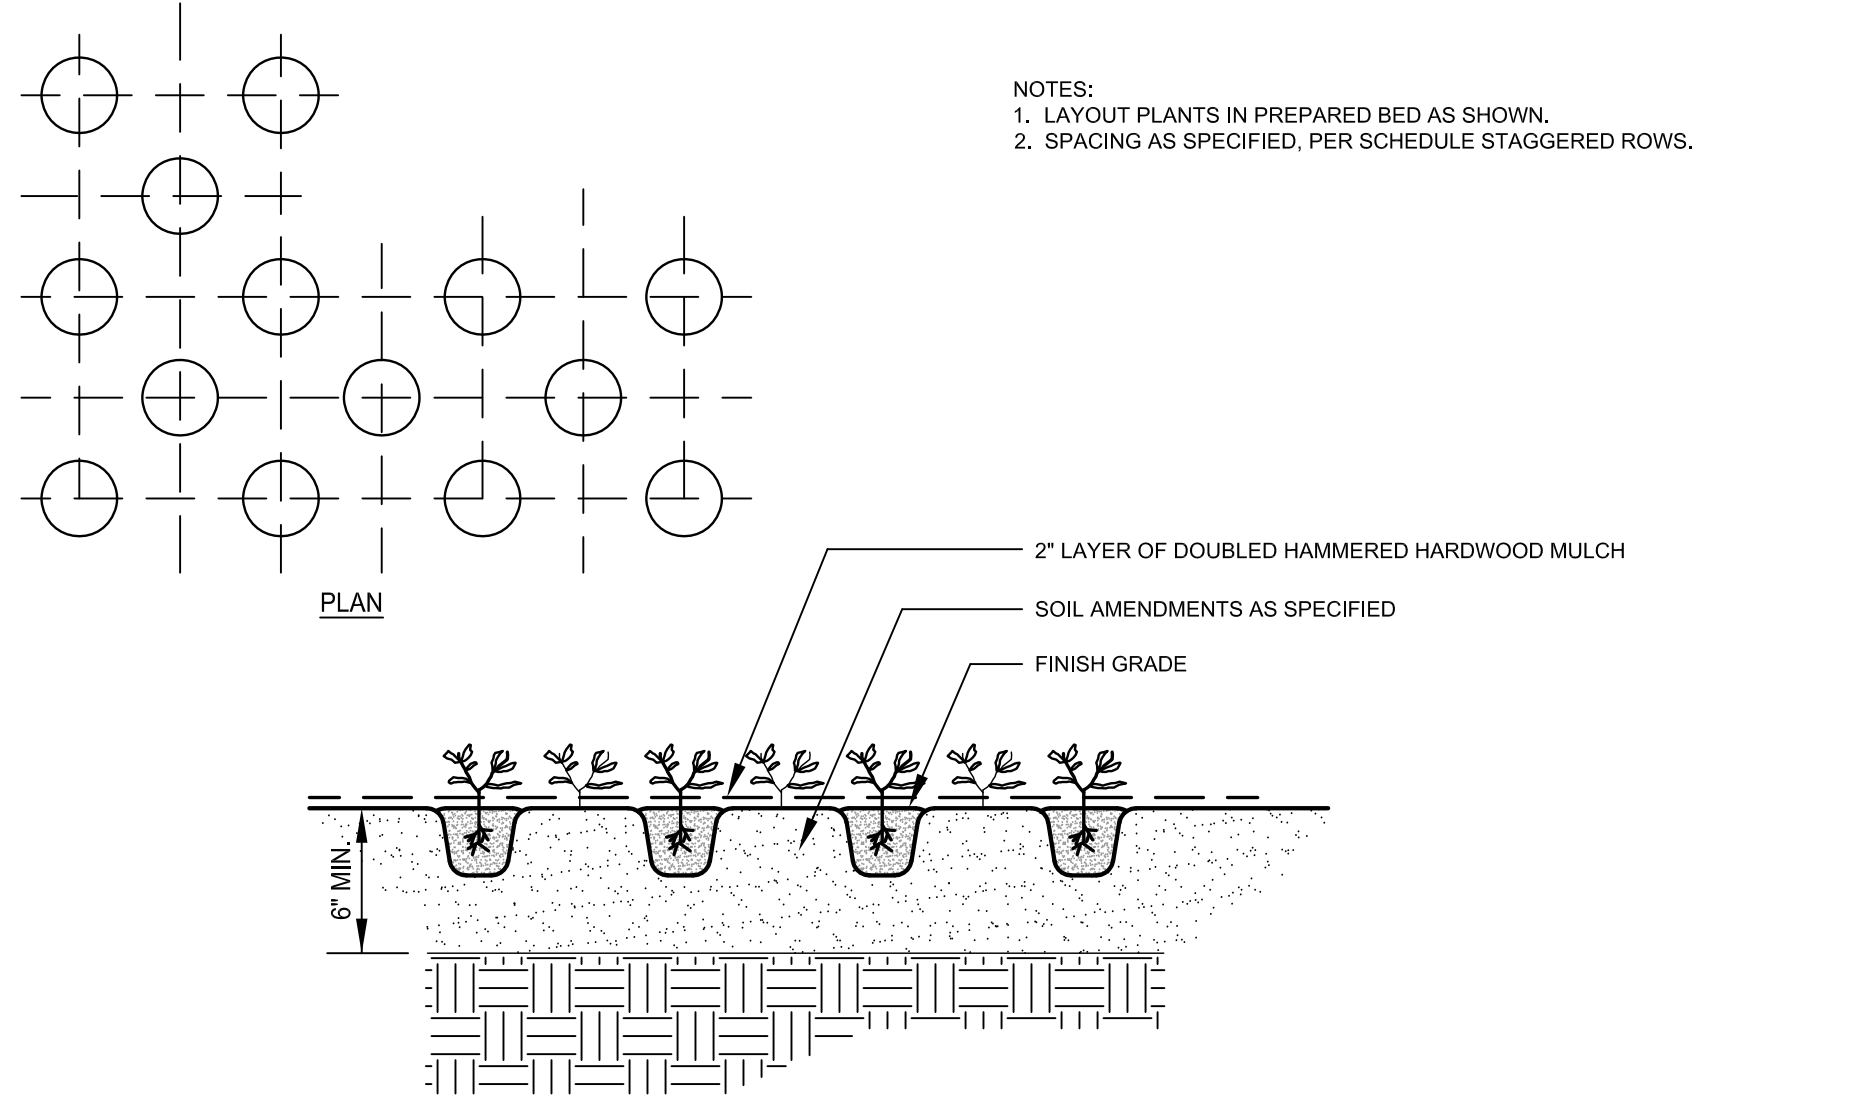 NOTES:
1. LAYOUT PLANTS IN PREPARED BED AS SHOWN.
2. SPACING AS SPECIFIED, PER SCHEDULE STAGGERED ROWS.
PLAN
2" LAYER OF DOUBLED HAMMERED HARDWOOD MULCH
SOIL AMENDMENTS AS SPECIFIED
FINISH GRADE
6" MIN.